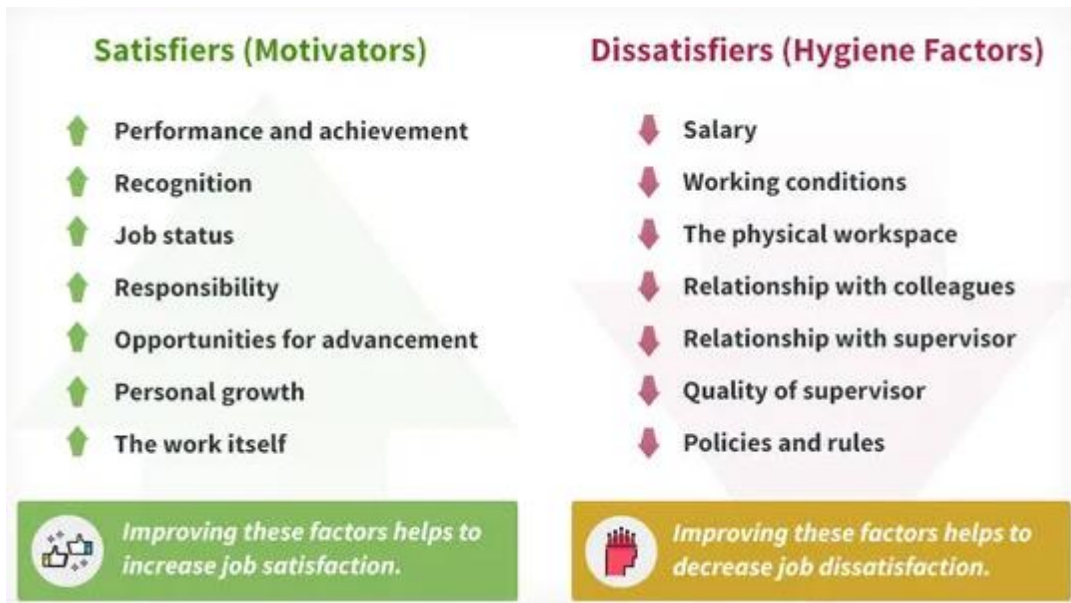 Satisfiers (Motivators)
Performance and achievement
Recognition
Job status
Responsibility
Opportunities for advancement
Personal growth
The work itself
Improving these factors helps to
increase job satisfaction.
Dissatisfiers (Hygiene Factors)
Salary
Working conditions
The physical workspace
Relationship with colleagues
Relationship with supervisor
Quality of supervisor
Policies and rules
Improving these factors helps to
decrease job dissatisfaction.